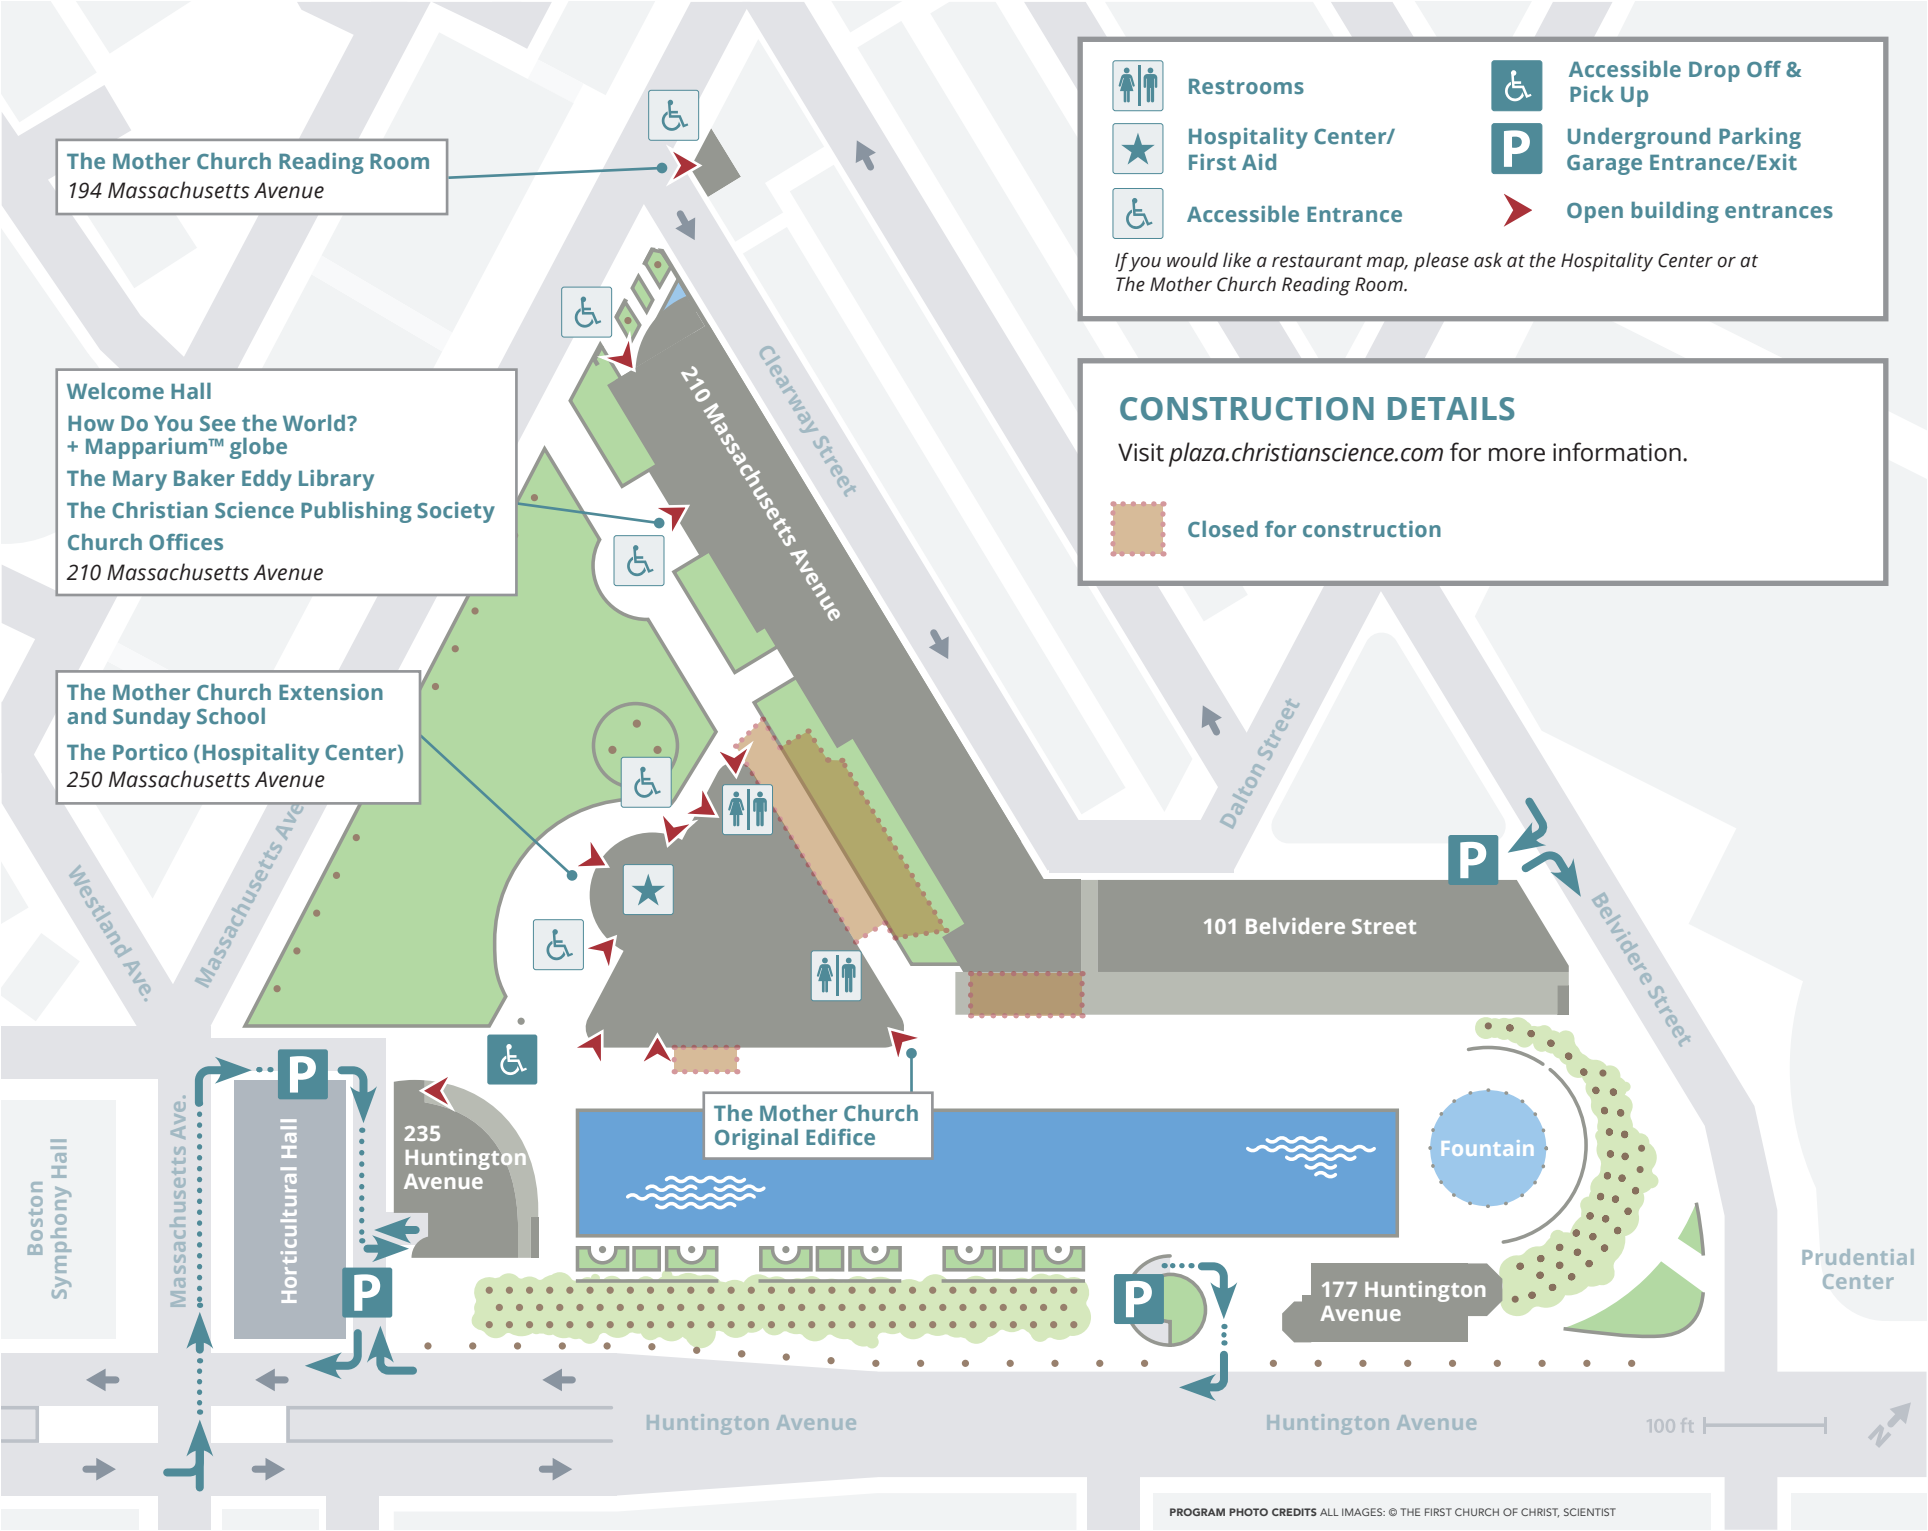 Restrooms
Hospitality Center/
First Aid
Accessible Entrance
Accessible Drop Off &
Pick Up
P
Underground Parking
Garage Entrance/Exit
Open building entrances
If you would like a restaurant map, please ask at the Hospitality Center or at
The Mother Church Reading Room.
The Mother Church Reading Room
194 Massachusetts Avenue
CONSTRUCTION DETAILS
Visit plaza.christianscience.com for more information.
Closed for construction
Welcome Hall
How Do You See the World?
+ Mapparium™ globe
The Mary Baker Eddy Library
The Christian Science Publishing Society
Church Offices
210 Massachusetts Avenue
210 Massachusetts Avenue
Clearway Street
The Mother Church Extension
and Sunday School
The Portico (Hospitality Center)
250 Massachusetts Avenue
Dalton Street
Massachusetts Ave.
Westland Ave.
P
101 Belvidere Street
Belvidere Street
P
The Mother Church
Original Edifice
235
Huntington
Avenue
Fountain
Boston
Symphony Hall
Massachusetts Ave.
Horticultural Hall
P
P
177 Huntington
Avenue
Prudential
Center
Huntington Avenue
Huntington Avenue
100 ft
N
PROGRAM PHOTO CREDITS ALL IMAGES: © THE FIRST CHURCH OF CHRIST, SCIENTIST